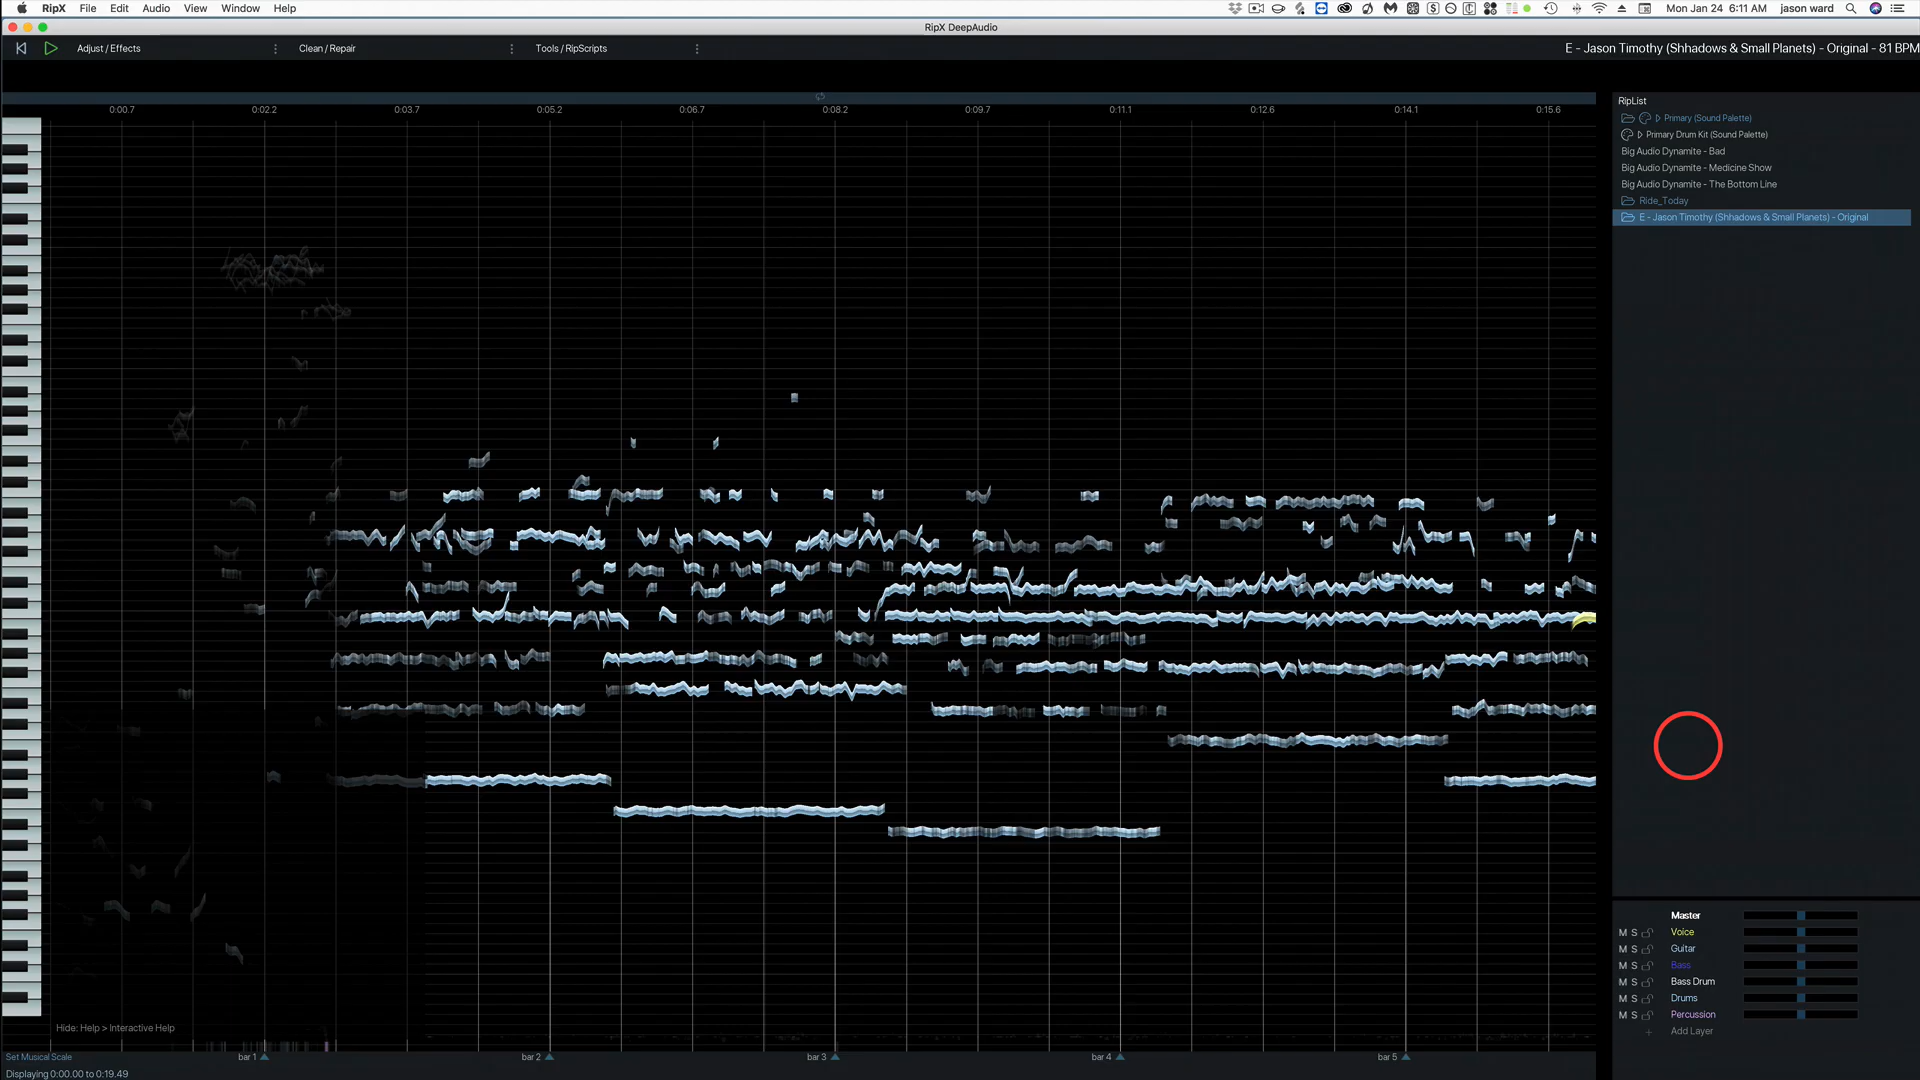 RipX File Edit Audio View Window Help
Mon Jan 24 6:11 AM jason ward
RipX DeepAudio
Adjust / Effects
Clean / Repair
Tools / RipScripts
E - Jason Timothy (Shhadows & Small Planets) - Original - 81 BPM
0:00.7 0:02.2 0:03.7 0:05.2 0:06.7 0:08.2 0:09.7 0:11.1 0:12.6 0:14.1 0:15.6
RipList
Primary (Sound Palette)
Primary Drum Kit (Sound Palette)
Big Audio Dynamite - Bad
Big Audio Dynamite - Medicine Show
Big Audio Dynamite - The Bottom Line
Ride_Today
E - Jason Timothy (Shhadows & Small Planets) - Original
Master
M S Voice
M S Guitar
M S Bass
M S Bass Drum
M S Drums
M S Percussion
+ Add Layer
Hide: Help > Interactive Help
Set Musical Scale
bar 1 bar 2 bar 3 bar 4 bar 5
Displaying 0:00.00 to 0:19.49